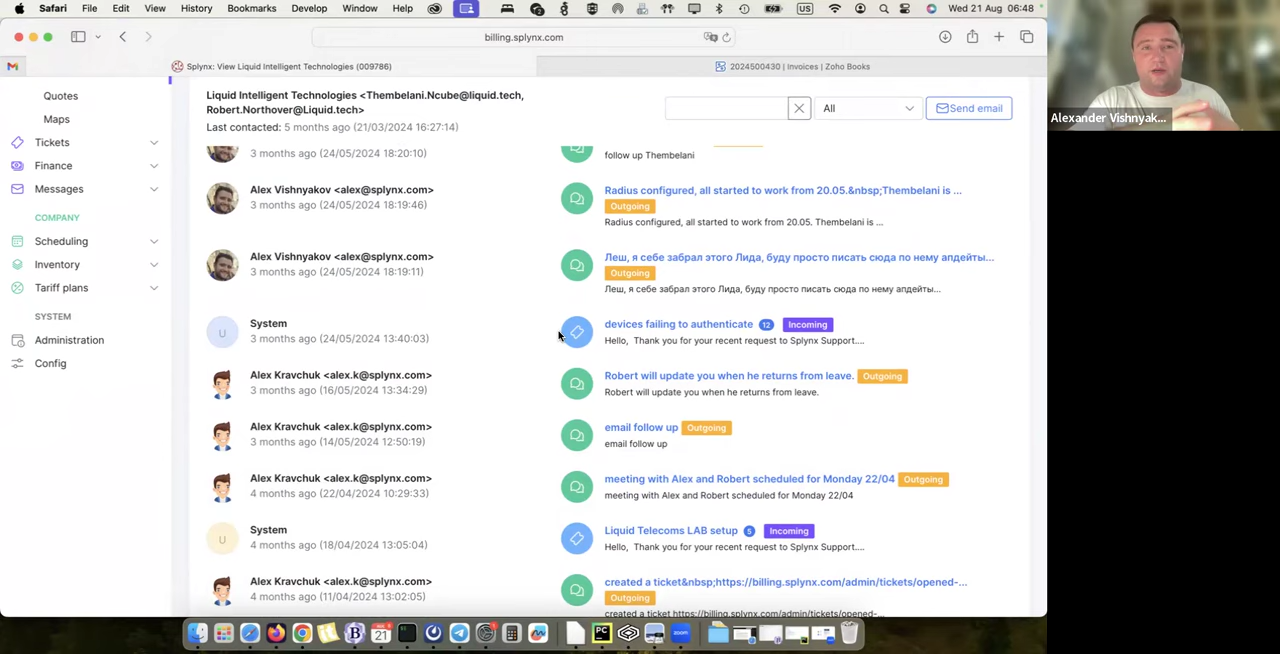 Safari File Edit View History Bookmarks Develop Window Help US Wed 21 Aug 06:48
billing.splynx.com
Splynx: View Liquid Intelligent Technologies (009786)
2024500430 | Invoices | Zoho Books
Quotes
Maps
Tickets
Finance
Messages
COMPANY
Scheduling
Inventory
Tariff plans
SYSTEM
Administration
Config
Liquid Intelligent Technologies <Thembelani.Ncube@liquid.tech,
Robert.Northover@Liquid.tech>
Last contacted: 5 months ago (21/03/2024 16:27:14)
All
Send email
3 months ago (24/05/2024 18:20:10)
follow up Thembelani
Alex Vishnyakov <alex@splynx.com>
3 months ago (24/05/2024 18:19:46)
Radius configured, all started to work from 20.05.&nbsp;Thembelani is ...
Outgoing
Radius configured, all started to work from 20.05. Thembelani is ...
Alex Vishnyakov <alex@splynx.com>
3 months ago (24/05/2024 18:19:11)
Леш, я себе забрал этого Лида, буду просто писать сюда по нему апдейты...
Outgoing
Леш, я себе забрал этого Лида, буду просто писать сюда по нему апдейты...
U
System
3 months ago (24/05/2024 13:40:03)
devices failing to authenticate 12 Incoming
Hello, Thank you for your recent request to Splynx Support....
Alex Kravchuk <alex.k@splynx.com>
3 months ago (16/05/2024 13:34:29)
Robert will update you when he returns from leave. Outgoing
Robert will update you when he returns from leave.
Alex Kravchuk <alex.k@splynx.com>
3 months ago (14/05/2024 12:50:19)
email follow up Outgoing
email follow up
Alex Kravchuk <alex.k@splynx.com>
4 months ago (22/04/2024 10:29:33)
meeting with Alex and Robert scheduled for Monday 22/04 Outgoing
meeting with Alex and Robert scheduled for Monday 22/04
U
System
4 months ago (18/04/2024 13:05:04)
Liquid Telecoms LAB setup 5 Incoming
Hello, Thank you for your recent request to Splynx Support....
Alex Kravchuk <alex.k@splynx.com>
4 months ago (11/04/2024 13:02:05)
created a ticket&nbsp;https://billing.splynx.com/admin/tickets/opened-...
Outgoing
created a ticket https://billing.splynx.com/admin/tickets/opened-...
Alexander Vishnyak...
21
PC
zoom